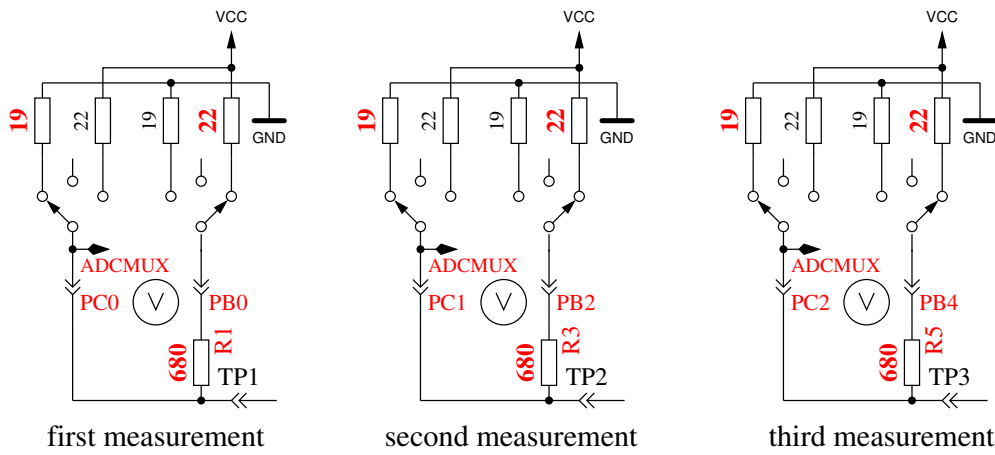 VCC
19
22
19
22
GND
ADCMUX
PC0
V
PB0
680
R1
TP1
first measurement
VCC
19
22
19
22
GND
ADCMUX
PC1
V
PB2
680
R3
TP2
second measurement
VCC
19
22
19
22
GND
ADCMUX
PC2
V
PB4
680
R5
TP3
third measurement